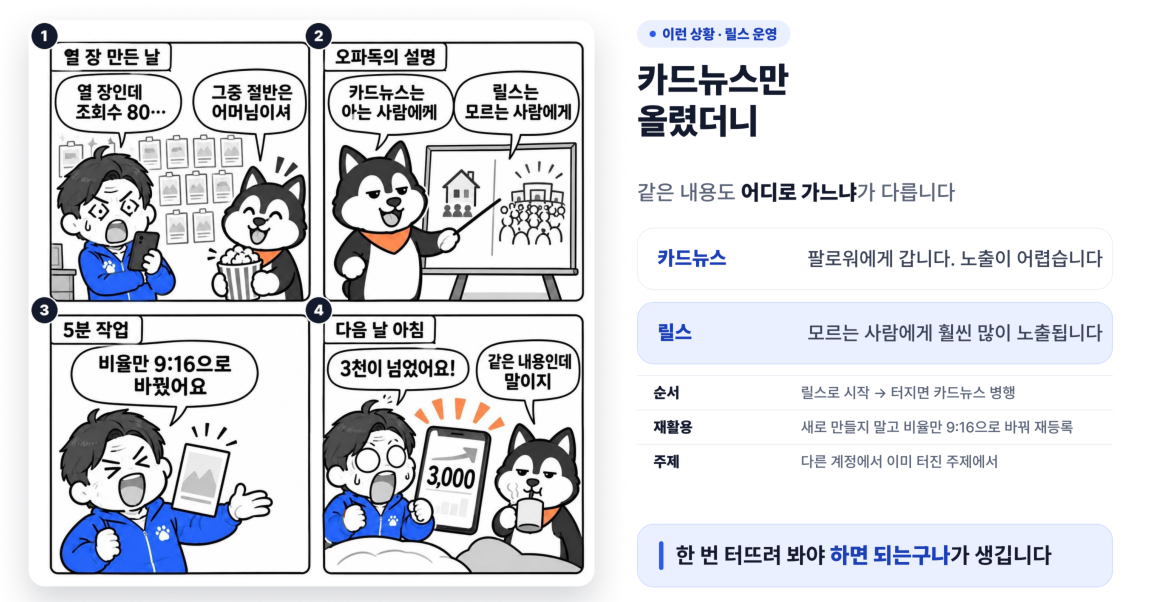 1
열 장 만든 날
열 장인데
조회수 80…
그중 절반은
어머님이셔
2
오파독의 설명
카드뉴스는
아는 사람에게
릴스는
모르는 사람에게
3
5분 작업
비율만 9:16으로
바꿨어요
4
다음 날 아침
3천이 넘었어요!
같은 내용인데
말이지
3,000
• 이런 상황 · 릴스 운영
카드뉴스만
올렸더니
같은 내용도 어디로 가느냐가 다릅니다
카드뉴스 팔로워에게 갑니다. 노출이 어렵습니다
릴스 모르는 사람에게 훨씬 많이 노출됩니다
순서 릴스로 시작 → 터지면 카드뉴스 병행
재활용 새로 만들지 말고 비율만 9:16으로 바꿔 재등록
주제 다른 계정에서 이미 터진 주제에서
한 번 터뜨려 봐야 하면 되는구나가 생깁니다